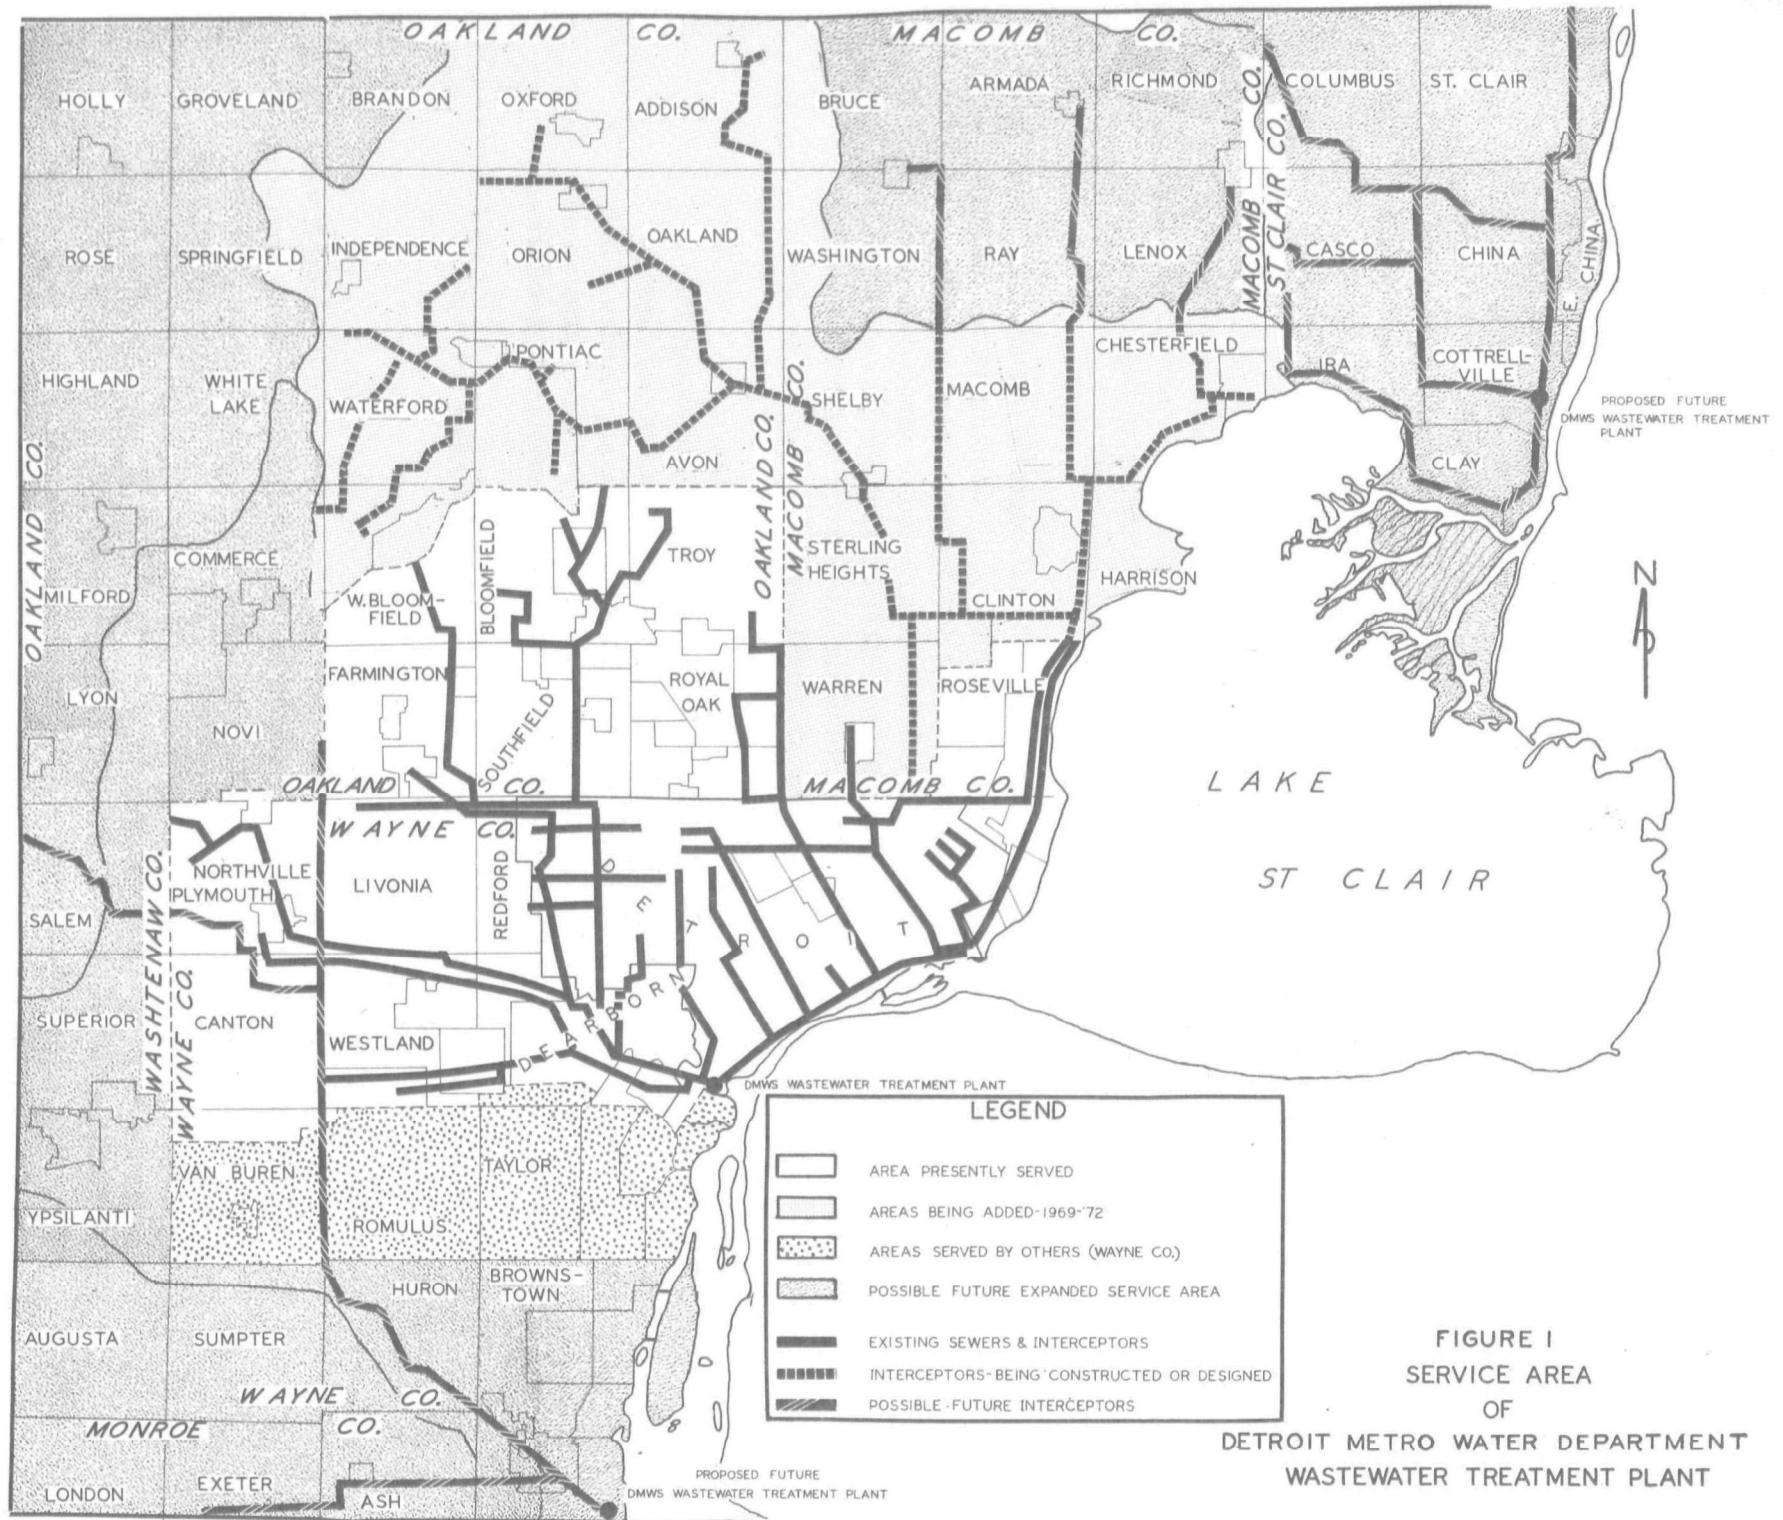 OAKLAND CO.
MACOMB CO.
HOLLY
GROVELAND
BRANDON
OXFORD
ADDISON
BRUCE
ARMADA
RICHMOND
MACOMB CO.
ST. CLAIR CO.
COLUMBUS
ST. CLAIR
ROSE
SPRINGFIELD
INDEPENDENCE
ORION
OAKLAND
WASHINGTON
RAY
LENOX
CASCO
CHINA
E. CHINA
HIGHLAND
WHITE
LAKE
WATERFORD
PONTIAC
AVON
OAKLAND CO.
MACOMB CO.
SHELBY
MACOMB
CHESTERFIELD
IRA
COTTRELL-
VILLE
CLAY
PROPOSED FUTURE
DMWS WASTEWATER TREATMENT
PLANT
OAKLAND CO.
MILFORD
COMMERCE
W. BLOOM-
FIELD
BLOOMFIELD
TROY
STERLING
HEIGHTS
CLINTON
HARRISON
N
LYON
NOVI
FARMINGTON
SOUTHFIELD
ROYAL
OAK
WARREN
ROSEVILLE
OAKLAND CO.
MACOMB CO.
WAYNE CO.
LAKE
ST CLAIR
SALEM
WASHTENAW CO.
WAYNE CO.
NORTHVILLE
PLYMOUTH
LIVONIA
REDFORD
DETROIT
SUPERIOR
CANTON
WESTLAND
DEARBORN
DMWS WASTEWATER TREATMENT PLANT
YPSILANTI
VAN BUREN
TAYLOR
ROMULUS
AUGUSTA
SUMPTER
HURON
BROWNS-
TOWN
WAYNE CO.
MONROE CO.
LONDON
EXETER
ASH
PROPOSED FUTURE
DMWS WASTEWATER TREATMENT PLANT
LEGEND
AREA PRESENTLY SERVED
AREAS BEING ADDED-1969-'72
AREAS SERVED BY OTHERS (WAYNE CO.)
POSSIBLE FUTURE EXPANDED SERVICE AREA
EXISTING SEWERS & INTERCEPTORS
INTERCEPTORS-BEING CONSTRUCTED OR DESIGNED
POSSIBLE-FUTURE INTERCEPTORS
FIGURE I
SERVICE AREA
OF
DETROIT METRO WATER DEPARTMENT
WASTEWATER TREATMENT PLANT